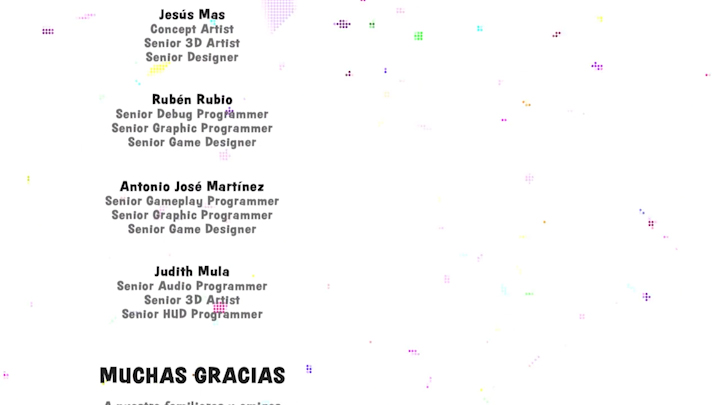 Jesús Mas
Concept Artist
Senior 3D Artist
Senior Designer
Rubén Rubio
Senior Debug Programmer
Senior Graphic Programmer
Senior Game Designer
Antonio José Martínez
Senior Gameplay Programmer
Senior Graphic Programmer
Senior Game Designer
Judith Mula
Senior Audio Programmer
Senior 3D Artist
Senior HUD Programmer
MUCHAS GRACIAS